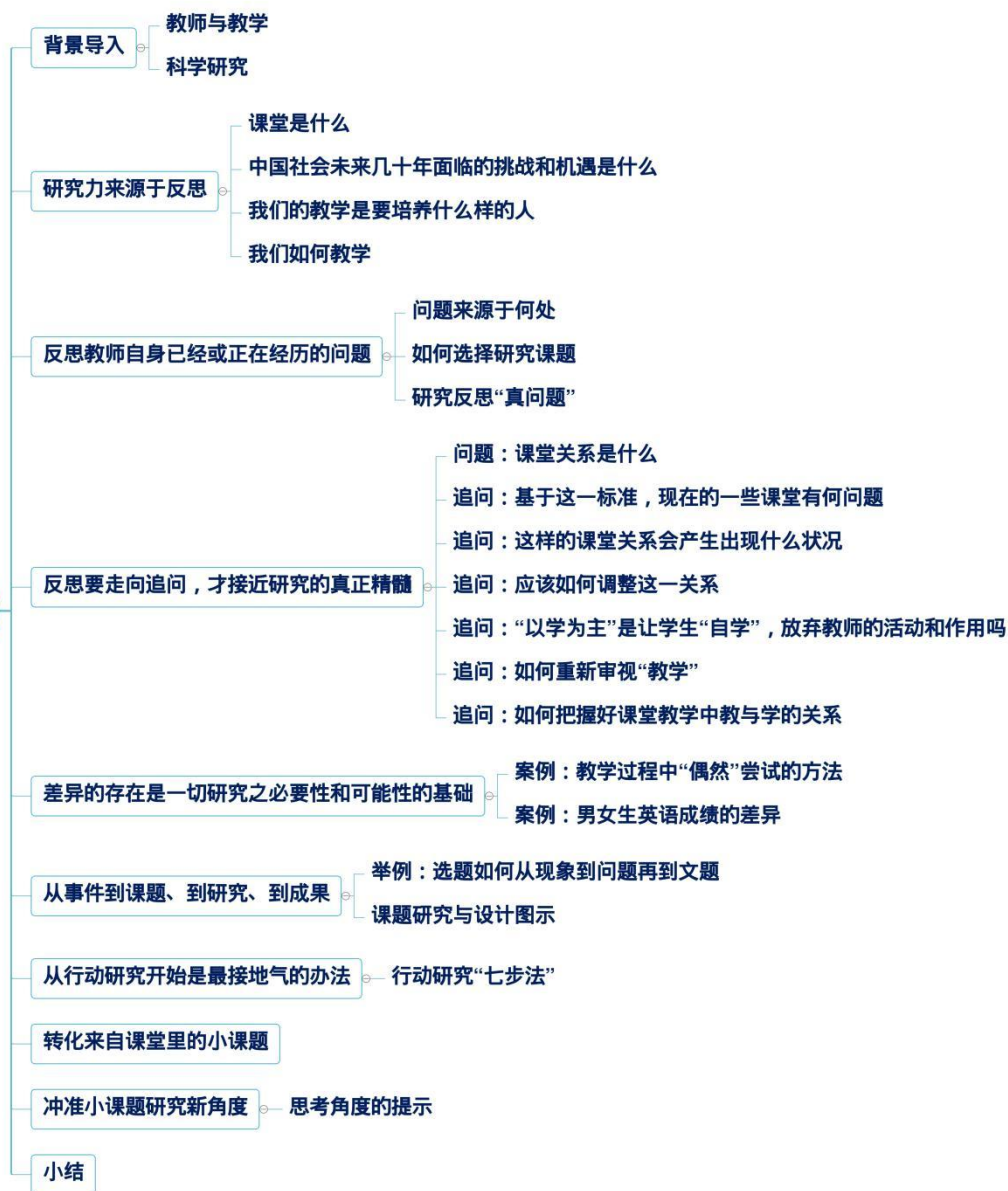 背景导入
教师与教学
科学研究
研究力来源于反思
课堂是什么
中国社会未来几十年面临的挑战和机遇是什么
我们的教学是要培养什么样的人
我们如何教学
反思教师自身已经或正在经历的问题
问题来源于何处
如何选择研究课题
研究反思“真问题”
反思要走向追问，才接近研究的真正精髓
问题：课堂关系是什么
追问：基于这一标准，现在的一些课堂有何问题
追问：这样的课堂关系会产生出现什么状况
追问：应该如何调整这一关系
追问：“以学为主”是让学生“自学”，放弃教师的活动和作用吗
追问：如何重新审视“教学”
追问：如何把握好课堂教学中教与学的关系
差异的存在是一切研究之必要性和可能性的基础
案例：教学过程中“偶然”尝试的方法
案例：男女生英语成绩的差异
从事件到课题、到研究、到成果
举例：选题如何从现象到问题再到文题
课题研究与设计图示
从行动研究开始是最接地气的办法
行动研究“七步法”
转化来自课堂里的小课题
冲准小课题研究新角度
思考角度的提示
小结